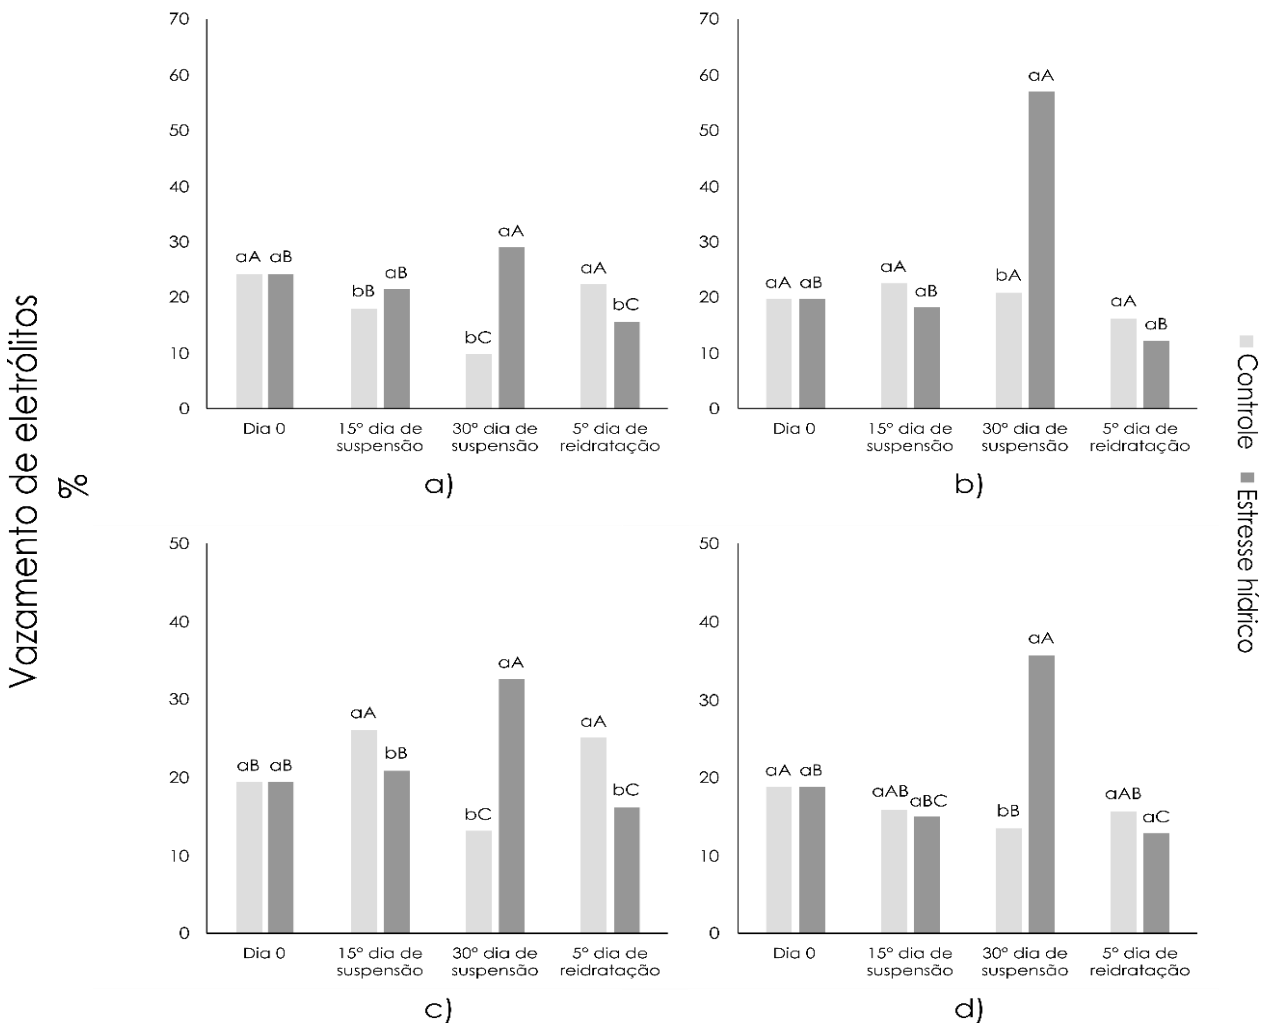 Vazamento de eletrólitos
%
70
60
50
40
30
20
10
0
aA aB
bB aB
bC aA
aA bC
Dia 0
15° dia de
suspensão
30° dia de
suspensão
5° dia de
reidratação
a)
70
60
50
40
30
20
10
0
aA aB
aA aB
bA aA
aA aB
Dia 0
15° dia de
suspensão
30° dia de
suspensão
5° dia de
reidratação
b)
50
40
30
20
10
0
aB aB
aA bB
bC aA
aA bC
Dia 0
15° dia de
suspensão
30° dia de
suspensão
5° dia de
reidratação
c)
50
40
30
20
10
0
aA aB
aAB aBC
bB aA
aAB aC
Dia 0
15° dia de
suspensão
30° dia de
suspensão
5° dia de
reidratação
d)
Controle Estresse hídrico